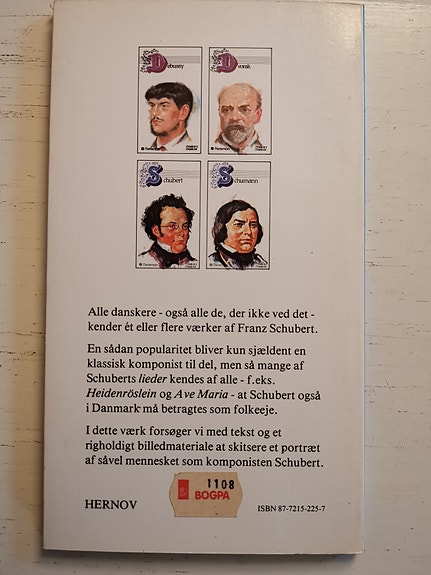 Debussy
Dvorak
Schubert
Schumann
Alle danskere - også alle de, der ikke ved det -
kender ét eller flere værker af Franz Schubert.
En sådan popularitet bliver kun sjældent en
klassisk komponist til del, men så mange af
Schuberts lieder kendes af alle - f.eks.
Heidenröslein og Ave Maria - at Schubert også
i Danmark må betragtes som folkeeje.
I dette værk forsøger vi med tekst og et
righoldigt billedmateriale at skitsere et portræt
af såvel mennesket som komponisten Schubert.
1108
BOGPA
HERNOV
ISBN 87-7215-225-7